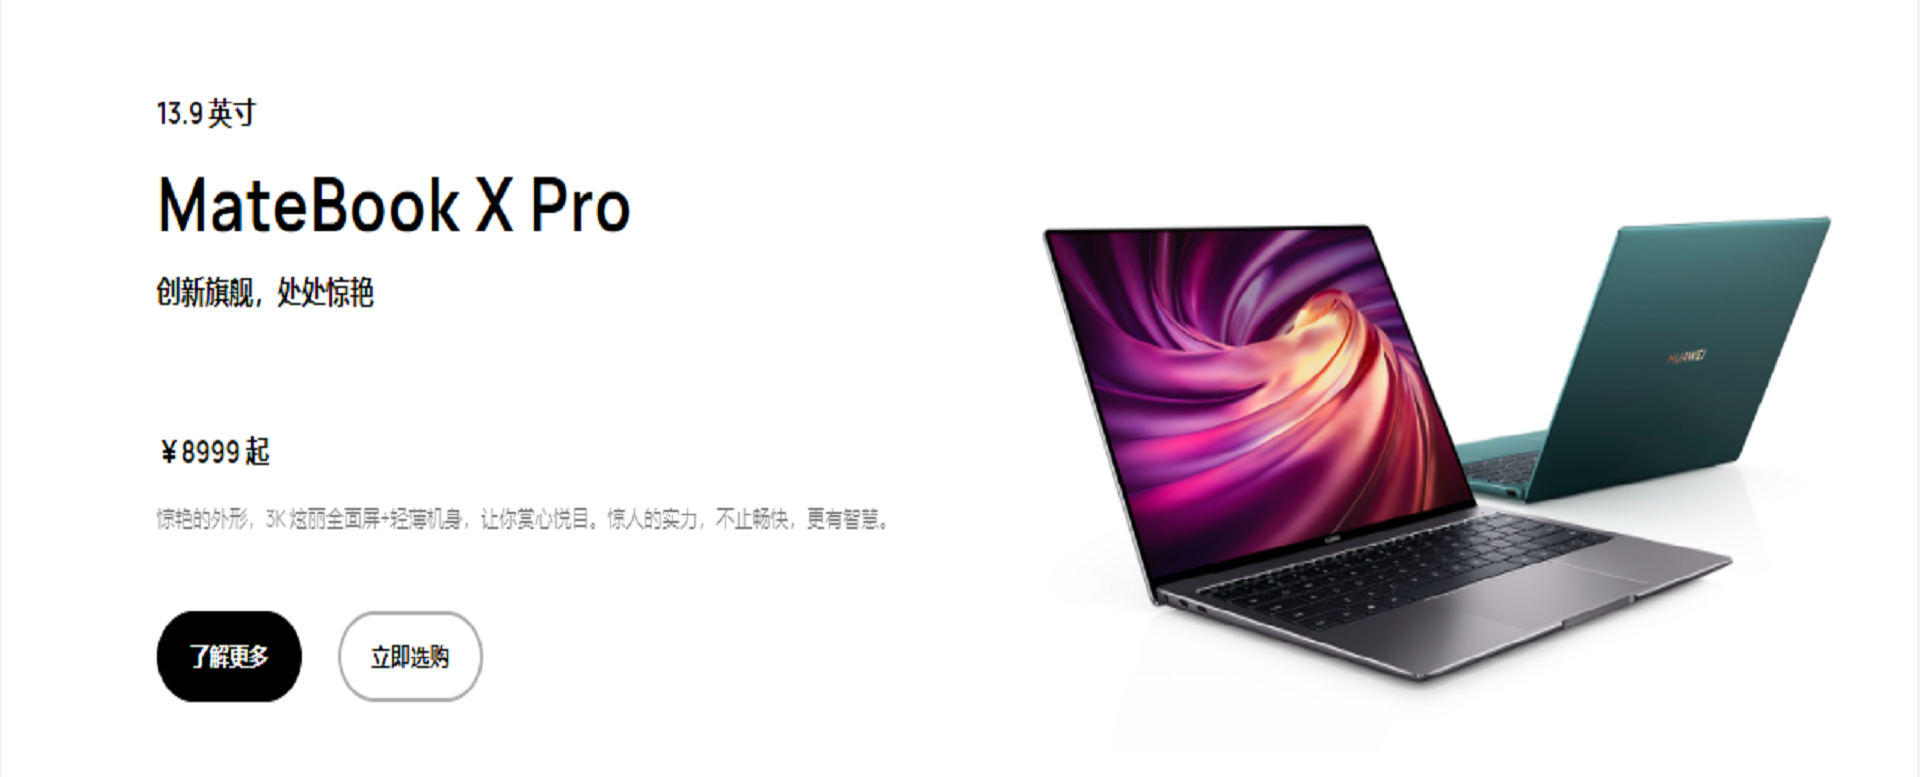 13.9 英寸
MateBook X Pro
创新旗舰，处处惊艳
￥8999 起
惊艳的外形，3K 炫丽全面屏+轻薄机身，让你赏心悦目。惊人的实力，不止畅快，更有智慧。
了解更多
立即选购
HUAWEI